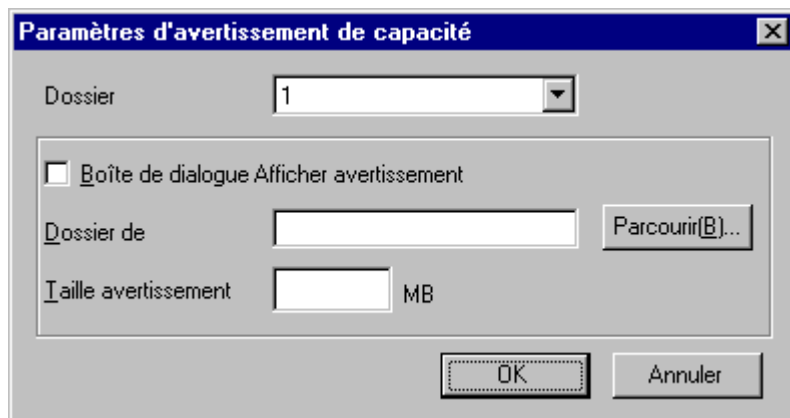 Paramètres d'avertissement de capacité
Dossier 1
Boîte de dialogue Afficher avertissement
Dossier de Parcourir(B)...
Taille avertissement MB
OK Annuler